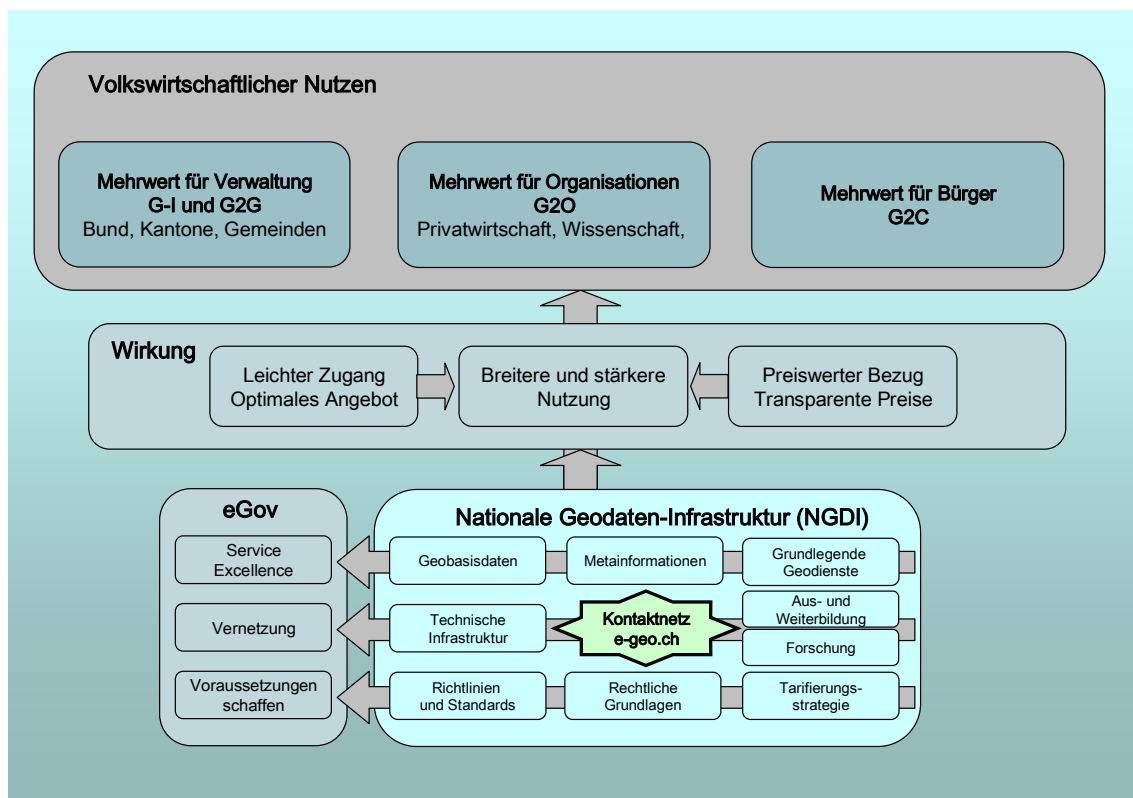 Volkswirtschaftlicher Nutzen
Mehrwert für Verwaltung
G-I und G2G
Bund, Kantone, Gemeinden
Mehrwert für Organisationen
G2O
Privatwirtschaft, Wissenschaft,
Mehrwert für Bürger
G2C
Wirkung
Leichter Zugang
Optimales Angebot
Breitere und stärkere
Nutzung
Preiswerter Bezug
Transparente Preise
eGov
Service
Excellence
Vernetzung
Voraussetzungen
schaffen
Nationale Geodaten-Infrastruktur (NGDI)
Geobasisdaten
Metainformationen
Grundlegende
Geodienste
Technische
Infrastruktur
Kontaktnetz
e-geo.ch
Aus- und
Weiterbildung
Forschung
Richtlinien
und Standards
Rechtliche
Grundlagen
Tarifierungs-
strategie